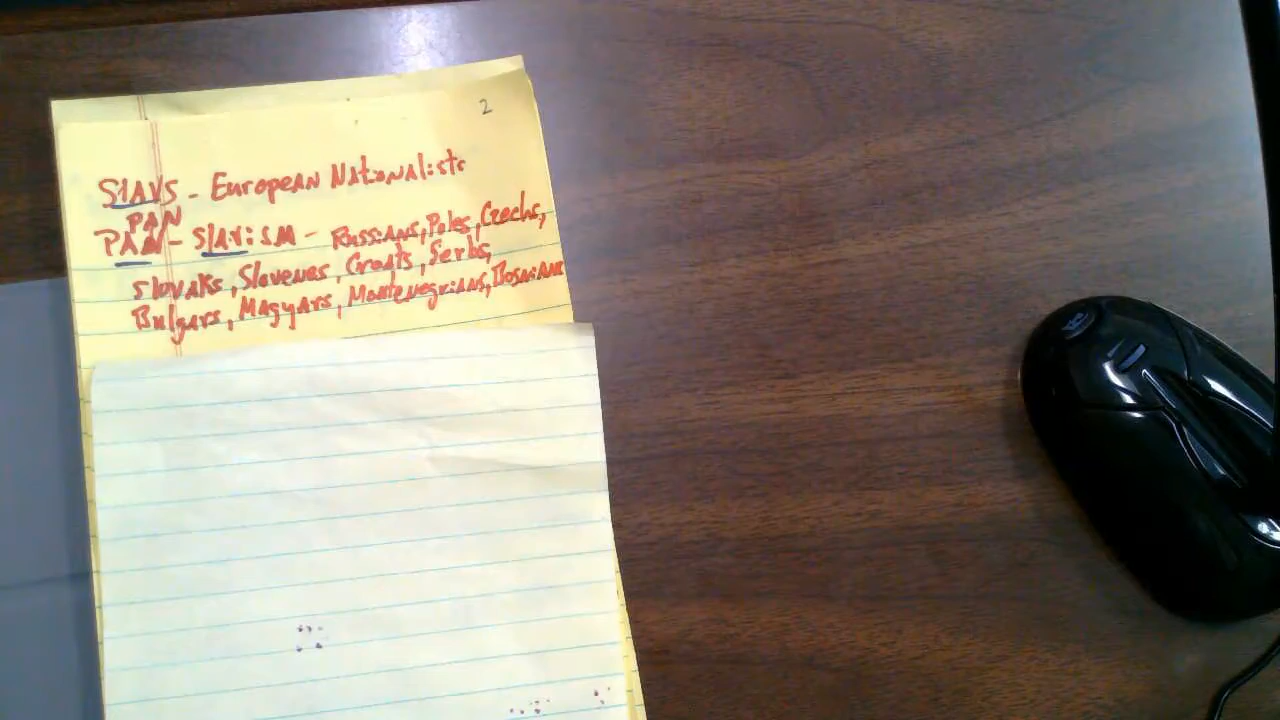 2
SlAVS - EuropeAN NAtionAlists
PAN
PAN - SlAviSM - Russians, Poles, Czechs,
Slovaks, Slovenes, Croats, Serbs,
Bulgars, Magyars, Montenegrians, Bosnians